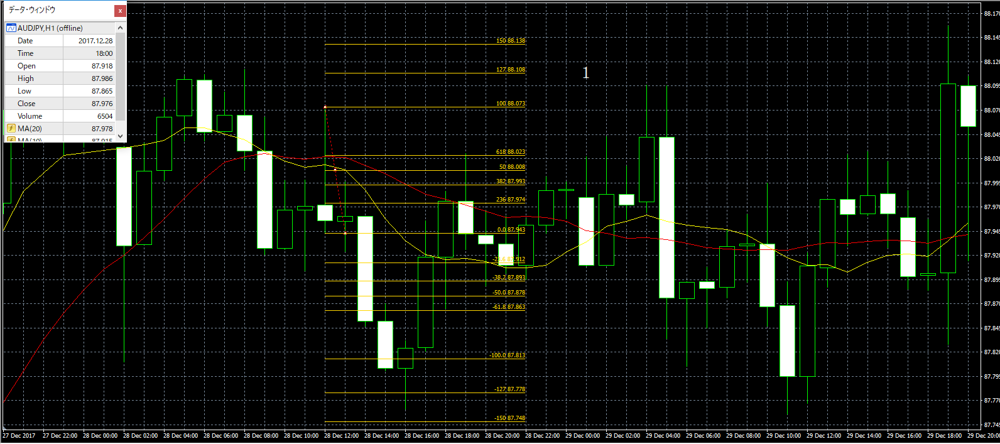 データ・ウィンドウ
x
AUDJPY,H1 (offline)
Date 2017.12.28
Time 18:00
Open 87.918
High 87.986
Low 87.865
Close 87.976
Volume 6504
MA(20) 87.978
MA(10) 87.915
150 88.138
127 88.108
100 88.073
618 88.023
50 88.008
382 87.993
236 87.974
0.0 87.943
-23.6 87.912
-38.2 87.893
-50.0 87.878
-61.8 87.863
-100.0 87.813
-127 87.778
-150 87.748
1
88.170
88.145
88.120
88.095
88.070
88.045
88.020
87.995
87.970
87.945
87.920
87.895
87.870
87.845
87.820
87.795
87.770
87.745
27 Dec 2017 27 Dec 22:00 28 Dec 00:00 28 Dec 02:00 28 Dec 04:00 28 Dec 06:00 28 Dec 08:00 28 Dec 10:00 28 Dec 12:00 28 Dec 14:00 28 Dec 16:00 28 Dec 18:00 28 Dec 20:00 28 Dec 22:00 29 Dec 00:00 29 Dec 02:00 29 Dec 04:00 29 Dec 06:00 29 Dec 08:00 29 Dec 10:00 29 Dec 12:00 29 Dec 14:00 29 Dec 16:00 29 Dec 18:00 29 Dec 20:00